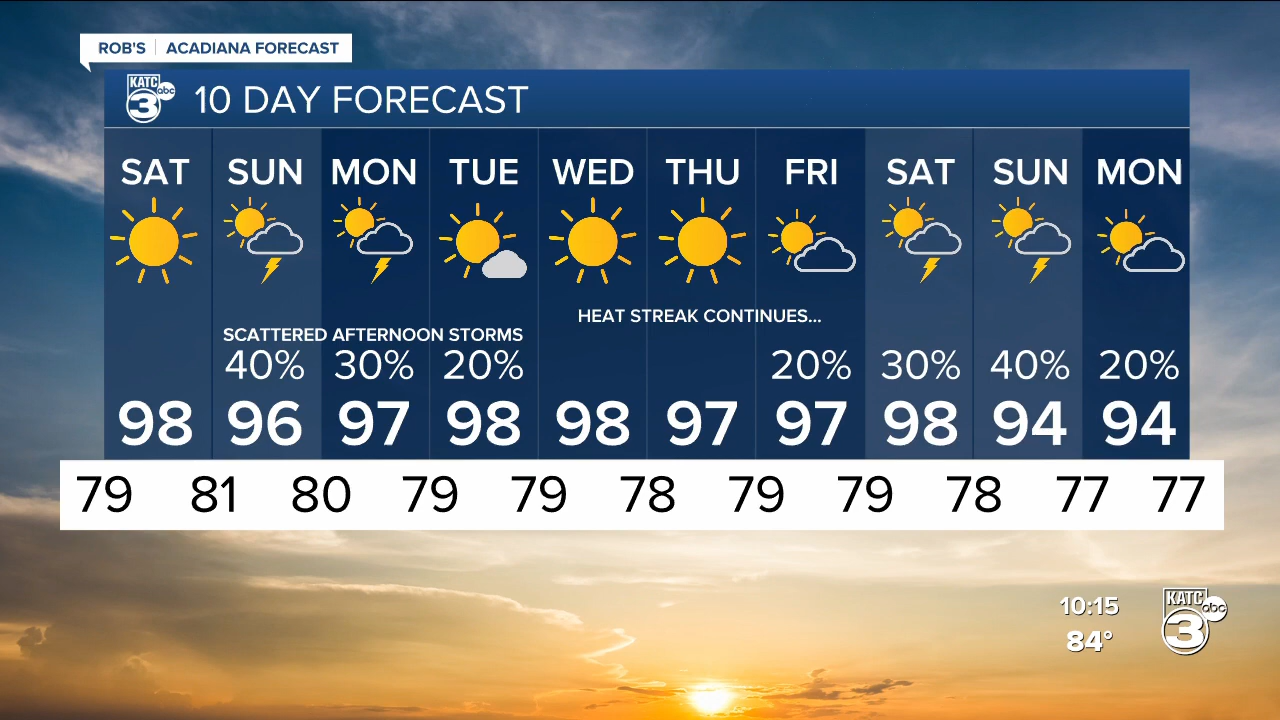 ROB'S | ACADIANA FORECAST
KATC 3 abc 10 DAY FORECAST
SAT SUN MON TUE WED THU FRI SAT SUN MON
HEAT STREAK CONTINUES...
SCATTERED AFTERNOON STORMS
40% 30% 20% 20% 30% 40% 20%
98 96 97 98 98 97 97 98 94 94
79 81 80 79 79 78 79 79 78 77 77
10:15
84°
KATC 3 abc